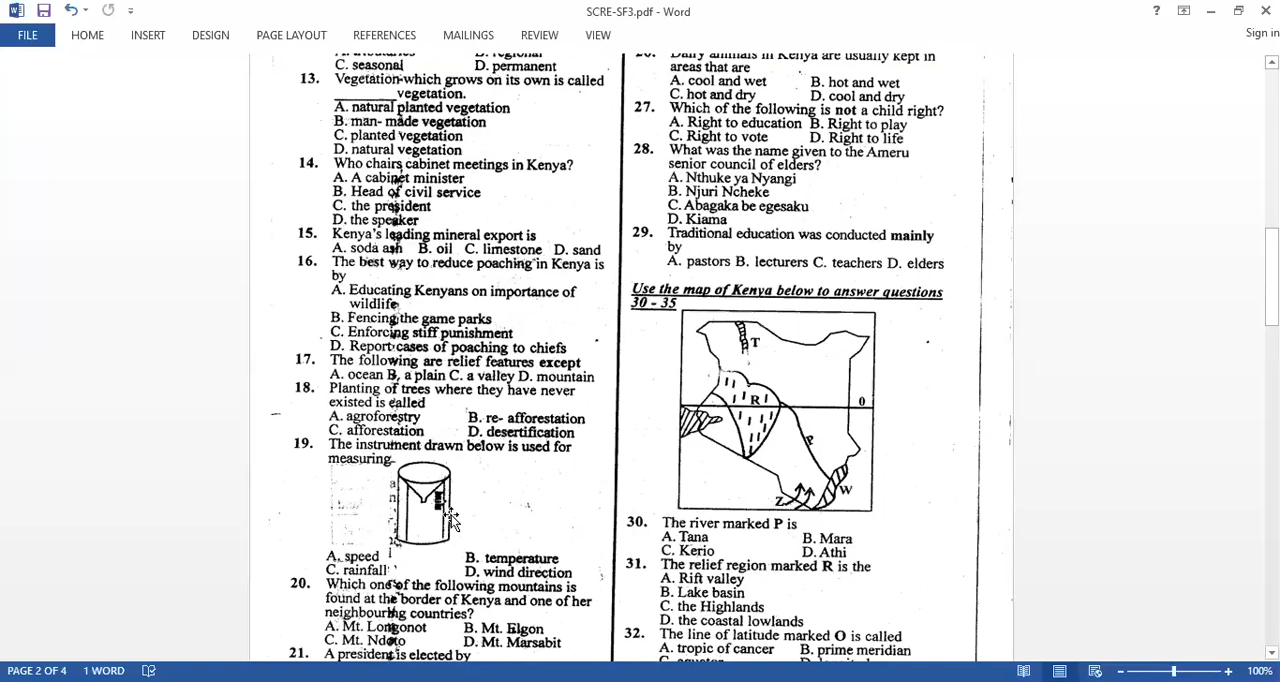 SCRE-SF3.pdf - Word
FILE HOME INSERT DESIGN PAGE LAYOUT REFERENCES MAILINGS REVIEW VIEW
Sign in
C. seasonal D. permanent
13. Vegetation which grows on its own is called
________ vegetation.
A. natural planted vegetation
B. man- made vegetation
C. planted vegetation
D. natural vegetation
14. Who chairs cabinet meetings in Kenya?
A. A cabinet minister
B. Head of civil service
C. the president
D. the speaker
15. Kenya's leading mineral export is
A. soda ash B. oil C. limestone D. sand
16. The best way to reduce poaching in Kenya is
by
A. Educating Kenyans on importance of
wildlife
B. Fencing the game parks
C. Enforcing stiff punishment
D. Report cases of poaching to chiefs
17. The following are relief features except
A. ocean B. a plain C. a valley D. mountain
18. Planting of trees where they have never
existed is called
A. agroforestry B. re- afforestation
C. afforestation D. desertification
19. The instrument drawn below is used for
measuring
A. speed B. temperature
C. rainfall D. wind direction
20. Which one of the following mountains is
found at the border of Kenya and one of her
neighbouring countries?
A. Mt. Longonot B. Mt. Elgon
C. Mt. Ndoto D. Mt. Marsabit
21. A president is elected by
Dairy animals in Kenya are usually kept in
areas that are
A. cool and wet B. hot and wet
C. hot and dry D. cool and dry
27. Which of the following is not a child right?
A. Right to education B. Right to play
C. Right to vote D. Right to life
28. What was the name given to the Ameru
senior council of elders?
A. Nthuke ya Nyangi
B. Njuri Ncheke
C. Abagaka be egesaku
D. Kiama
29. Traditional education was conducted mainly
by
A. pastors B. lecturers C. teachers D. elders
Use the map of Kenya below to answer questions
30 - 35
T
R
0
P
W
Z
30. The river marked P is
A. Tana B. Mara
C. Kerio D. Athi
31. The relief region marked R is the
A. Rift valley
B. Lake basin
C. the Highlands
D. the coastal lowlands
32. The line of latitude marked O is called
A. tropic of cancer B. prime meridian
PAGE 2 OF 4 1 WORD
100%